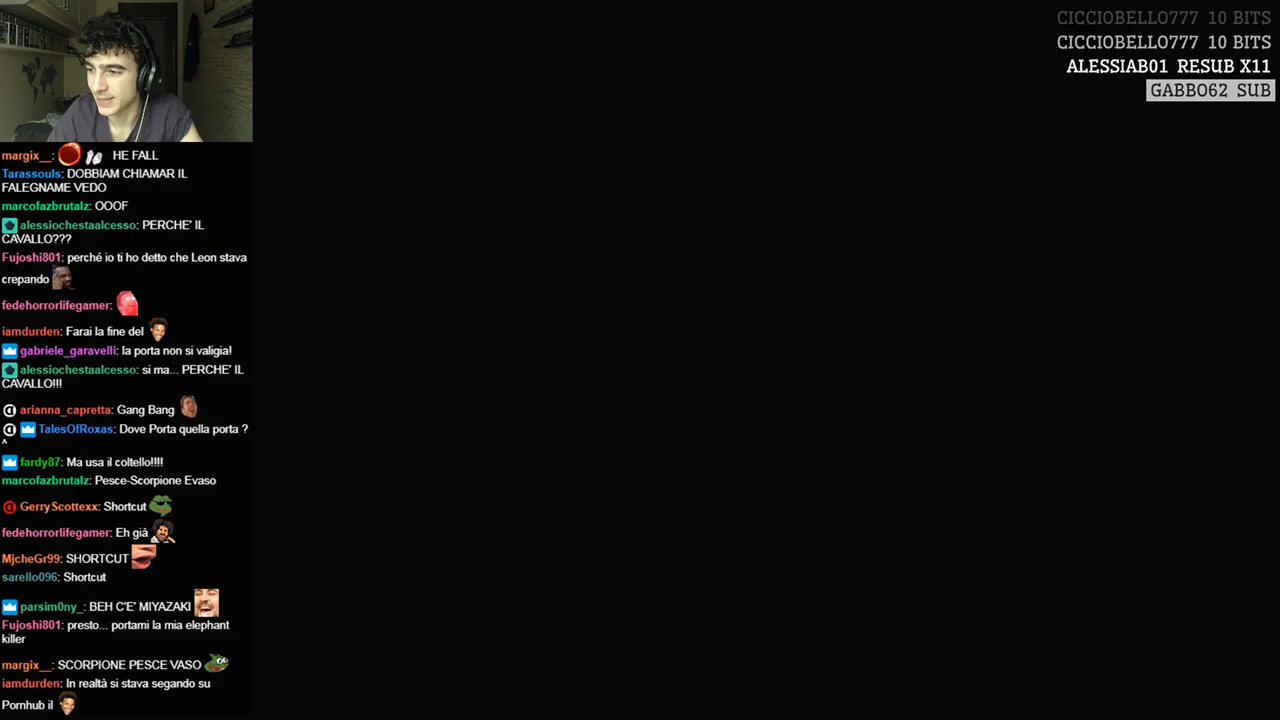 CICCIOBELLO777 10 BITS
CICCIOBELLO777 10 BITS
ALESSIAB01 RESUB X11
GABBO62 SUB
margix__: HE FALL
Tarassouls: DOBBIAM CHIAMAR IL
FALEGNAME VEDO
marcofazbrutalz: OOOF
alessiochestaalcesso: PERCHE' IL
CAVALLO???
Fujoshi801: perché io ti ho detto che Leon stava
crepando
fedehorrorlifegamer:
iamdurden: Farai la fine del
gabriele_garavelli: la porta non si valigia!
alessiochestaalcesso: si ma... PERCHE' IL
CAVALLO!!!
arianna_capretta: Gang Bang
TalesOfRoxas: Dove Porta quella porta ?
^
fardy87: Ma usa il coltello!!!!
marcofazbrutalz: Pesce-Scorpione Evaso
GerryScottexx: Shortcut
fedehorrorlifegamer: Eh già
MjcheGr99: SHORTCUT
sarello096: Shortcut
parsim0ny_: BEH C'E' MIYAZAKI
Fujoshi801: presto... portami la mia elephant
killer
margix__: SCORPIONE PESCE VASO
iamdurden: In realtà si stava segando su
Pornhub il